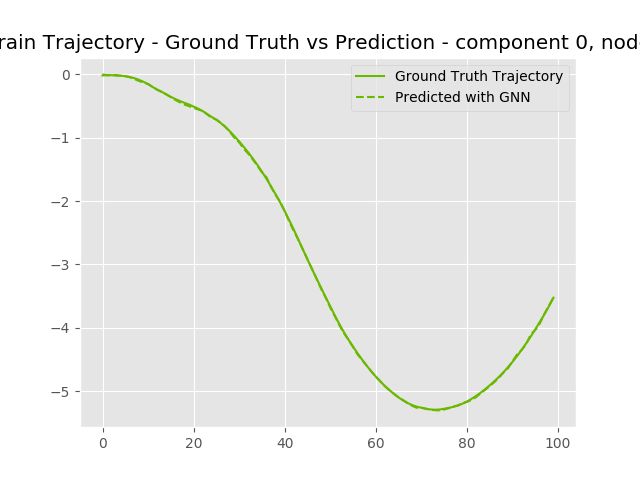 rain Trajectory - Ground Truth vs Prediction - component 0, nod
Ground Truth Trajectory
Predicted with GNN
0
−1
−2
−3
−4
−5
0 20 40 60 80 100